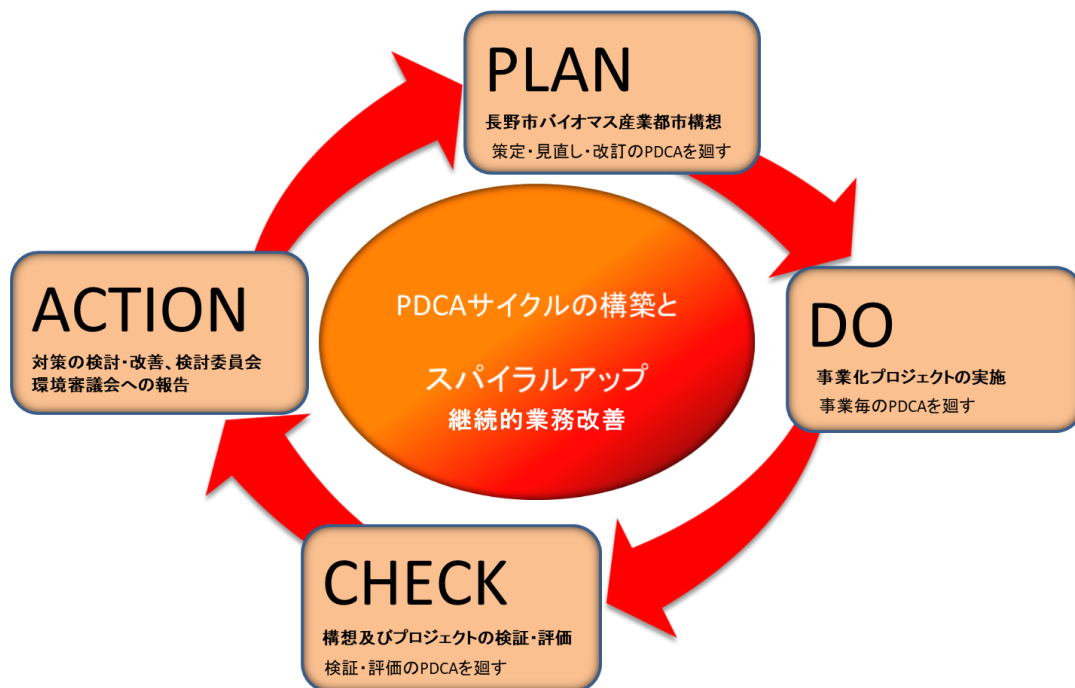 PLAN
長野市バイオマス産業都市構想
策定・見直し・改訂のPDCAを廻す
DO
事業化プロジェクトの実施
事業毎のPDCAを廻す
CHECK
構想及びプロジェクトの検証・評価
検証・評価のPDCAを廻す
ACTION
対策の検討・改善、検討委員会
環境審議会への報告
PDCAサイクルの構築と
スパイラルアップ
継続的業務改善